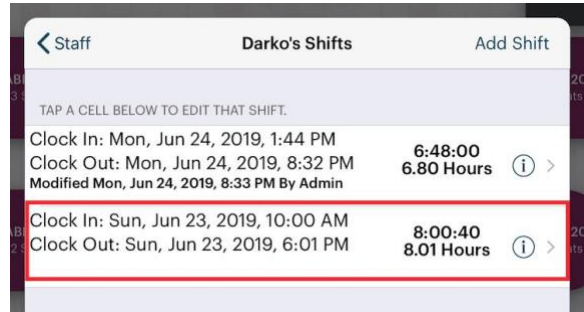 Staff Darko's Shifts Add Shift
TAP A CELL BELOW TO EDIT THAT SHIFT.
Clock In: Mon, Jun 24, 2019, 1:44 PM
Clock Out: Mon, Jun 24, 2019, 8:32 PM
Modified Mon, Jun 24, 2019, 8:33 PM By Admin
6:48:00
6.80 Hours
Clock In: Sun, Jun 23, 2019, 10:00 AM
Clock Out: Sun, Jun 23, 2019, 6:01 PM
8:00:40
8.01 Hours